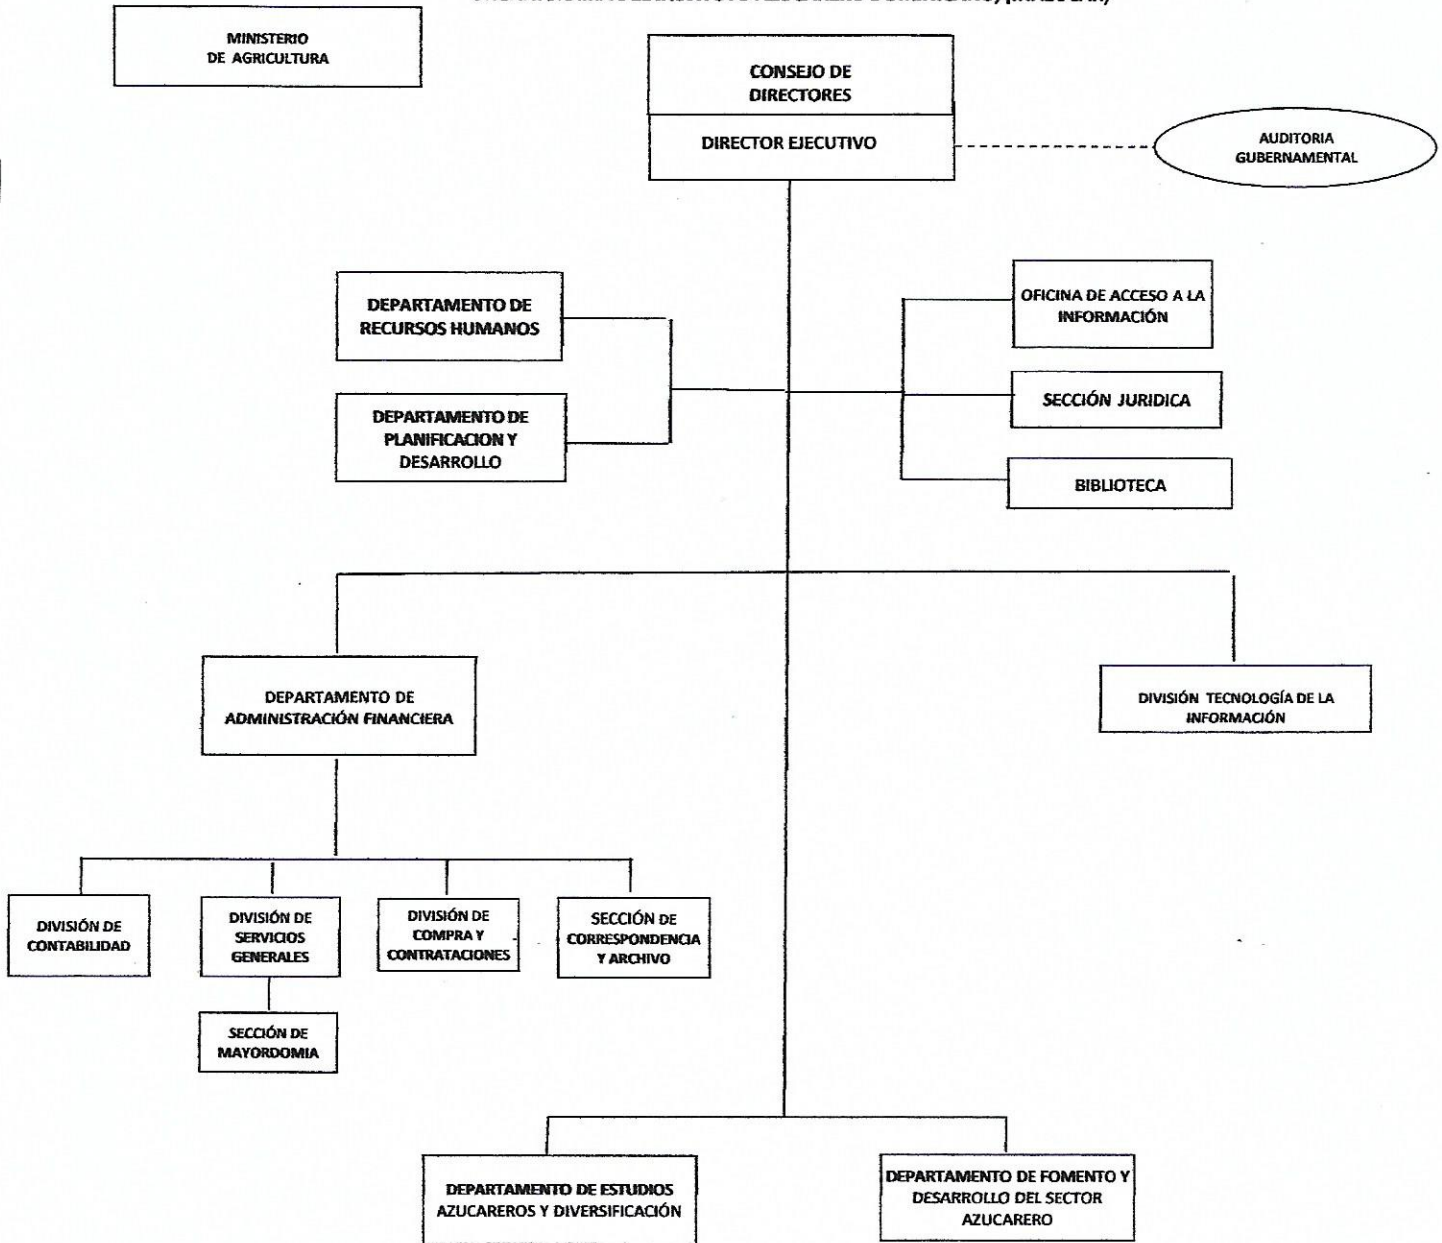 MINISTERIO
DE AGRICULTURA
CONSEJO DE
DIRECTORES
DIRECTOR EJECUTIVO
AUDITORIA
GUBERNAMENTAL
DEPARTAMENTO DE
RECURSOS HUMANOS
OFICINA DE ACCESO A LA
INFORMACIÓN
DEPARTAMENTO DE
PLANIFICACION Y
DESARROLLO
SECCIÓN JURIDICA
BIBLIOTECA
DEPARTAMENTO DE
ADMINISTRACIÓN FINANCIERA
DIVISIÓN TECNOLOGÍA DE LA
INFORMACIÓN
DIVISIÓN DE
CONTABILIDAD
DIVISIÓN DE
SERVICIOS
GENERALES
DIVISIÓN DE
COMPRA Y
CONTRATACIONES
SECCIÓN DE
CORRESPONDENCIA
Y ARCHIVO
SECCIÓN DE
MAYORDOMIA
DEPARTAMENTO DE ESTUDIOS
AZUCAREROS Y DIVERSIFICACIÓN
DEPARTAMENTO DE FOMENTO Y
DESARROLLO DEL SECTOR
AZUCARERO